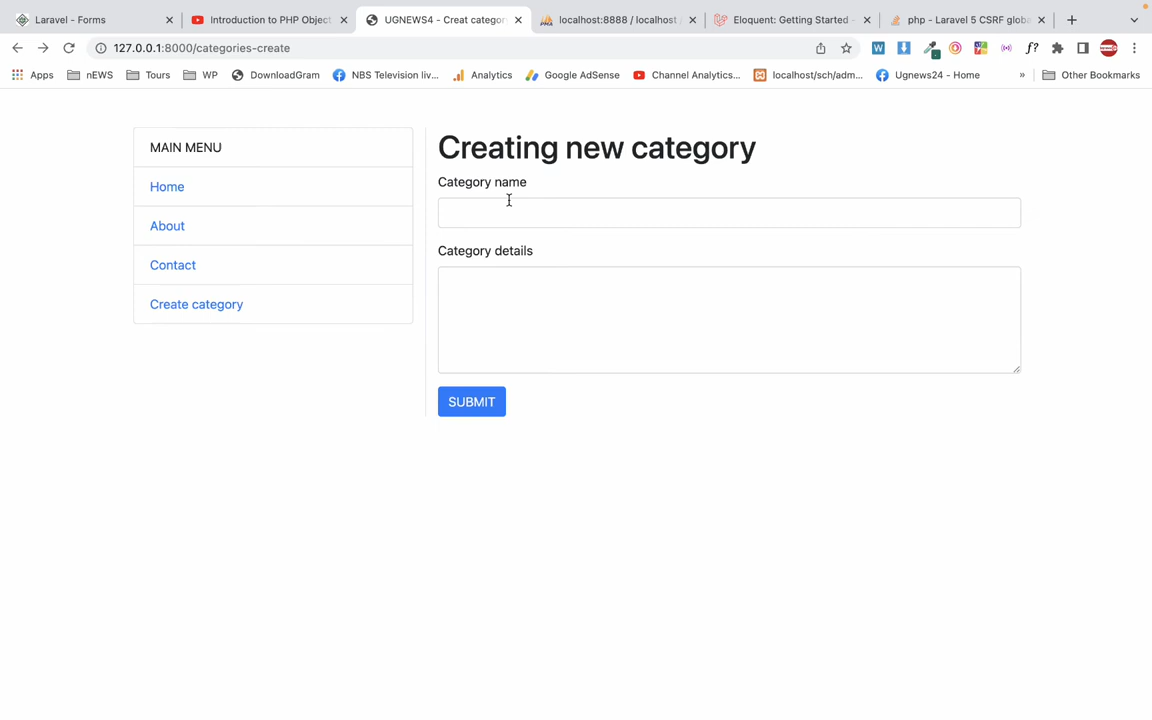 Laravel - Forms
Introduction to PHP Object
UGNEWS4 - Creat categor
localhost:8888 / localhost /
Eloquent: Getting Started -
php - Laravel 5 CSRF globa
127.0.0.1:8000/categories-create
Apps
nEWS
Tours
WP
DownloadGram
NBS Television liv...
Analytics
Google AdSense
Channel Analytics...
localhost/sch/adm...
Ugnews24 - Home
»
Other Bookmarks
MAIN MENU
Home
About
Contact
Create category
Creating new category
Category name
Category details
SUBMIT